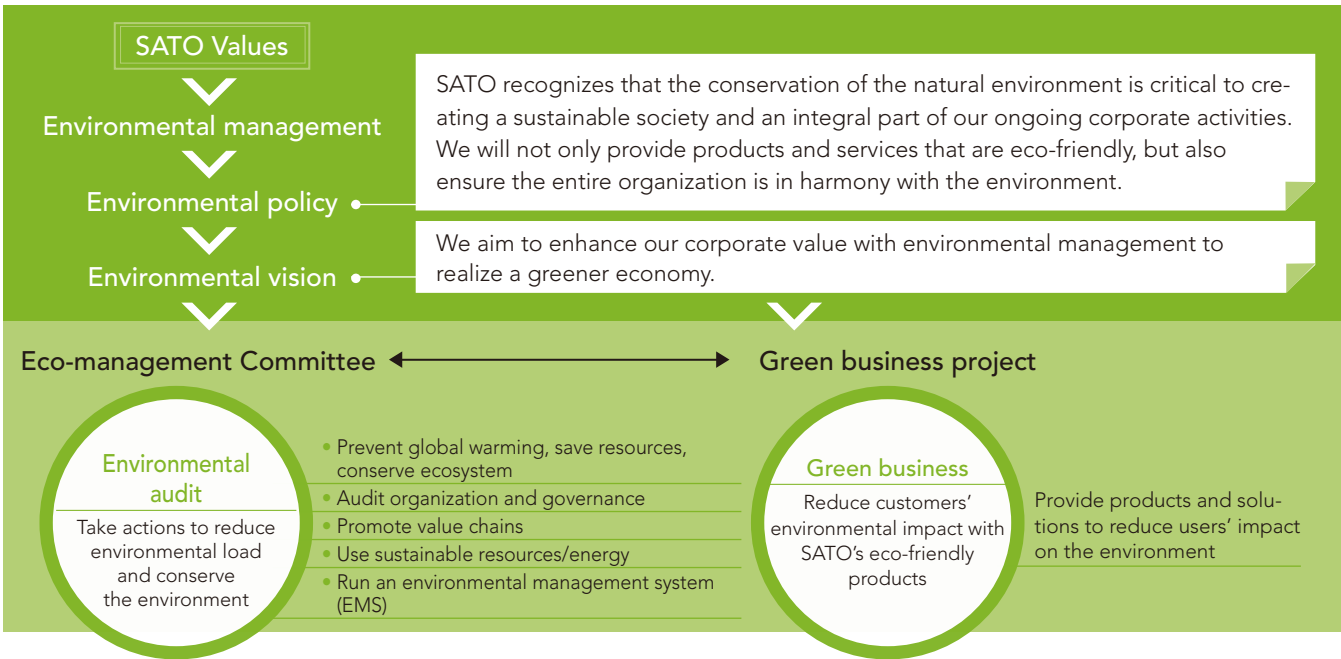 SATO Values
Environmental management
Environmental policy
SATO recognizes that the conservation of the natural environment is critical to cre-
ating a sustainable society and an integral part of our ongoing corporate activities.
We will not only provide products and services that are eco-friendly, but also
ensure the entire organization is in harmony with the environment.
Environmental vision
We aim to enhance our corporate value with environmental management to
realize a greener economy.
Eco-management Committee
Green business project
Environmental
audit
Take actions to reduce
environmental load
and conserve
the environment
• Prevent global warming, save resources,
conserve ecosystem
• Audit organization and governance
• Promote value chains
• Use sustainable resources/energy
• Run an environmental management system
(EMS)
Green business
Reduce customers’
environmental impact with
SATO’s eco-friendly
products
Provide products and solu-
tions to reduce users’ impact
on the environment